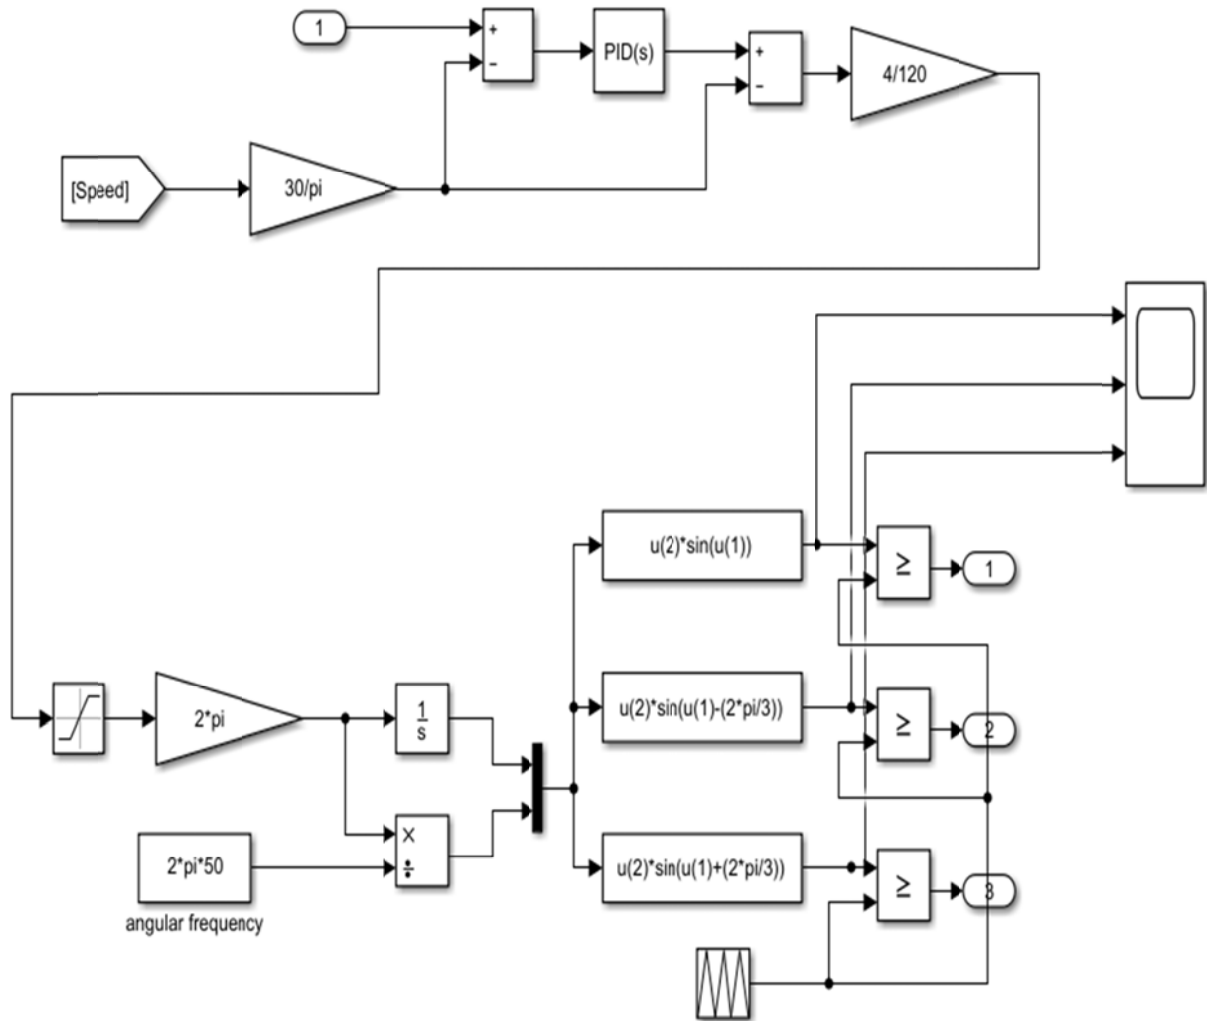 1
+
−
PID(s)
+
−
4/120
[Speed]
30/pi
u(2)*sin(u(1))
≥
1
2*pi
1
s
u(2)*sin(u(1)-(2*pi/3))
≥
2
×
÷
2*pi*50
angular frequency
u(2)*sin(u(1)+(2*pi/3))
≥
3